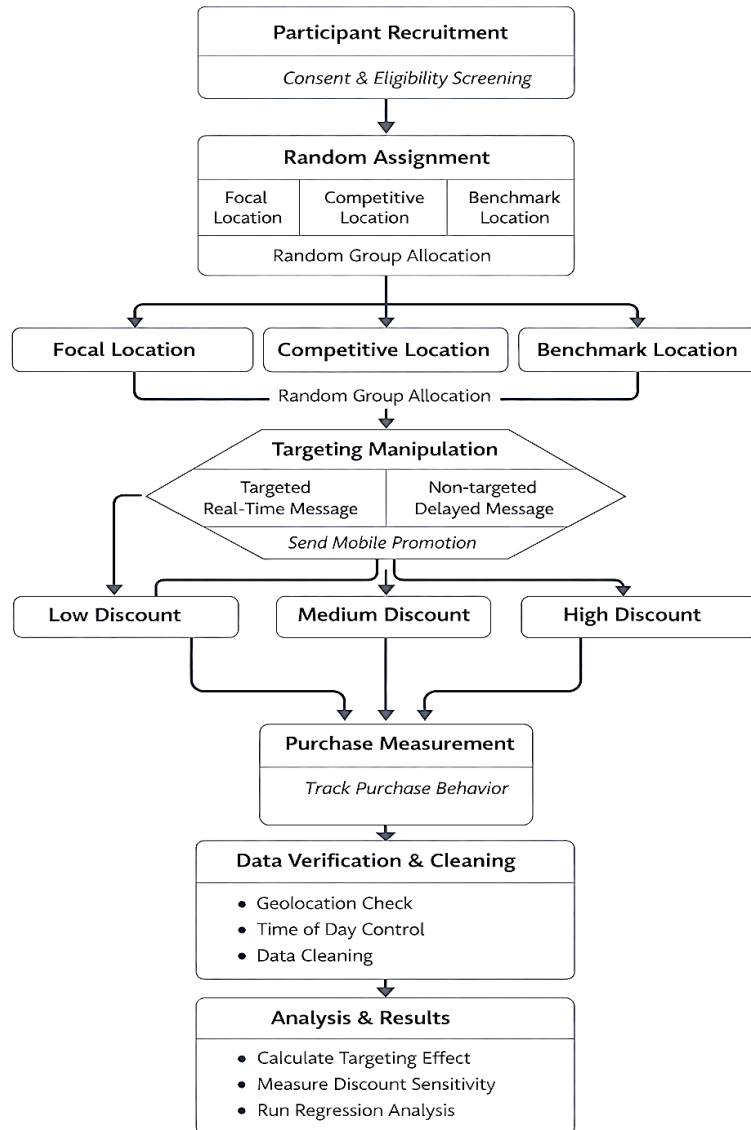 Participant Recruitment
Consent & Eligibility Screening
Random Assignment
Focal
Location
Competitive
Location
Benchmark
Location
Random Group Allocation
Focal Location
Competitive Location
Benchmark Location
Random Group Allocation
Targeting Manipulation
Targeted
Real-Time Message
Non-targeted
Delayed Message
Send Mobile Promotion
Low Discount
Medium Discount
High Discount
Purchase Measurement
Track Purchase Behavior
Data Verification & Cleaning
• Geolocation Check
• Time of Day Control
• Data Cleaning
Analysis & Results
• Calculate Targeting Effect
• Measure Discount Sensitivity
• Run Regression Analysis